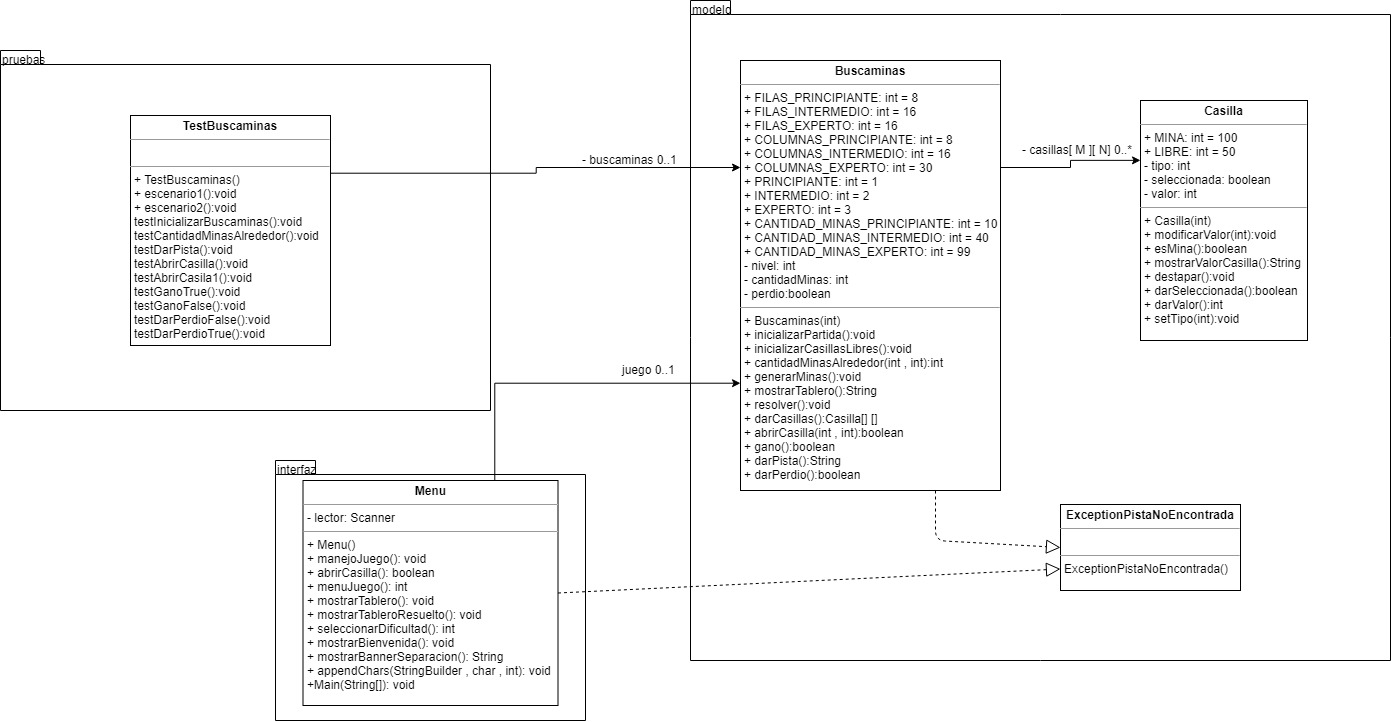 pruebas
TestBuscaminas
+ TestBuscaminas()
+ escenario1():void
+ escenario2():void
testInicializarBuscaminas():void
testCantidadMinasAlrededor():void
testDarPista():void
testAbrirCasilla():void
testAbrirCasila1():void
testGanoTrue():void
testGanoFalse():void
testDarPerdioFalse():void
testDarPerdioTrue():void
- buscaminas 0..1
juego 0..1
interfaz
Menu
- lector: Scanner
+ Menu()
+ manejoJuego(): void
+ abrirCasilla(): boolean
+ menuJuego(): int
+ mostrarTablero(): void
+ mostrarTableroResuelto(): void
+ seleccionarDificultad(): int
+ mostrarBienvenida(): void
+ mostrarBannerSeparacion(): String
+ appendChars(StringBuilder , char , int): void
+Main(String[]): void
modelo
Buscaminas
+ FILAS_PRINCIPIANTE: int = 8
+ FILAS_INTERMEDIO: int = 16
+ FILAS_EXPERTO: int = 16
+ COLUMNAS_PRINCIPIANTE: int = 8
+ COLUMNAS_INTERMEDIO: int = 16
+ COLUMNAS_EXPERTO: int = 30
+ PRINCIPIANTE: int = 1
+ INTERMEDIO: int = 2
+ EXPERTO: int = 3
+ CANTIDAD_MINAS_PRINCIPIANTE: int = 10
+ CANTIDAD_MINAS_INTERMEDIO: int = 40
+ CANTIDAD_MINAS_EXPERTO: int = 99
- nivel: int
- cantidadMinas: int
- perdio:boolean
+ Buscaminas(int)
+ inicializarPartida():void
+ inicializarCasillasLibres():void
+ cantidadMinasAlrededor(int , int):int
+ generarMinas():void
+ mostrarTablero():String
+ resolver():void
+ darCasillas():Casilla[] []
+ abrirCasilla(int , int):boolean
+ gano():boolean
+ darPista():String
+ darPerdio():boolean
- casillas[ M ][ N] 0..*
Casilla
+ MINA: int = 100
+ LIBRE: int = 50
- tipo: int
- seleccionada: boolean
- valor: int
+ Casilla(int)
+ modificarValor(int):void
+ esMina():boolean
+ mostrarValorCasilla():String
+ destapar():void
+ darSeleccionada():boolean
+ darValor():int
+ setTipo(int):void
ExceptionPistaNoEncontrada
ExceptionPistaNoEncontrada()